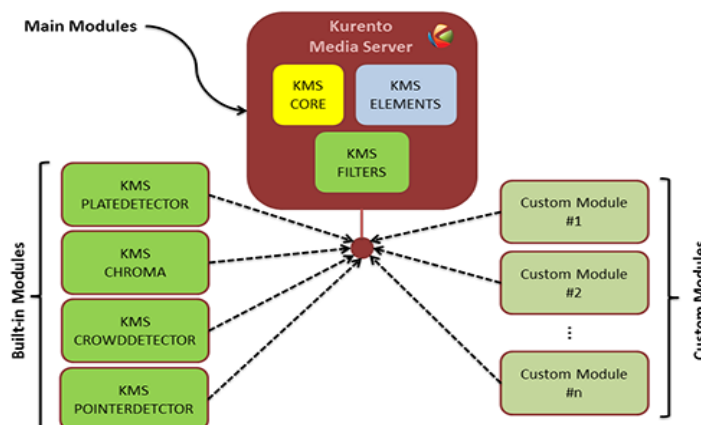 Main Modules
Kurento
Media Server
KMS
CORE
KMS
ELEMENTS
KMS
FILTERS
Built-in Modules
KMS
PLATEDETECTOR
KMS
CHROMA
KMS
CROWDDETECTOR
KMS
POINTERDETCTOR
Custom Module
#1
Custom Module
#2
...
Custom Module
#n
Custom Modules